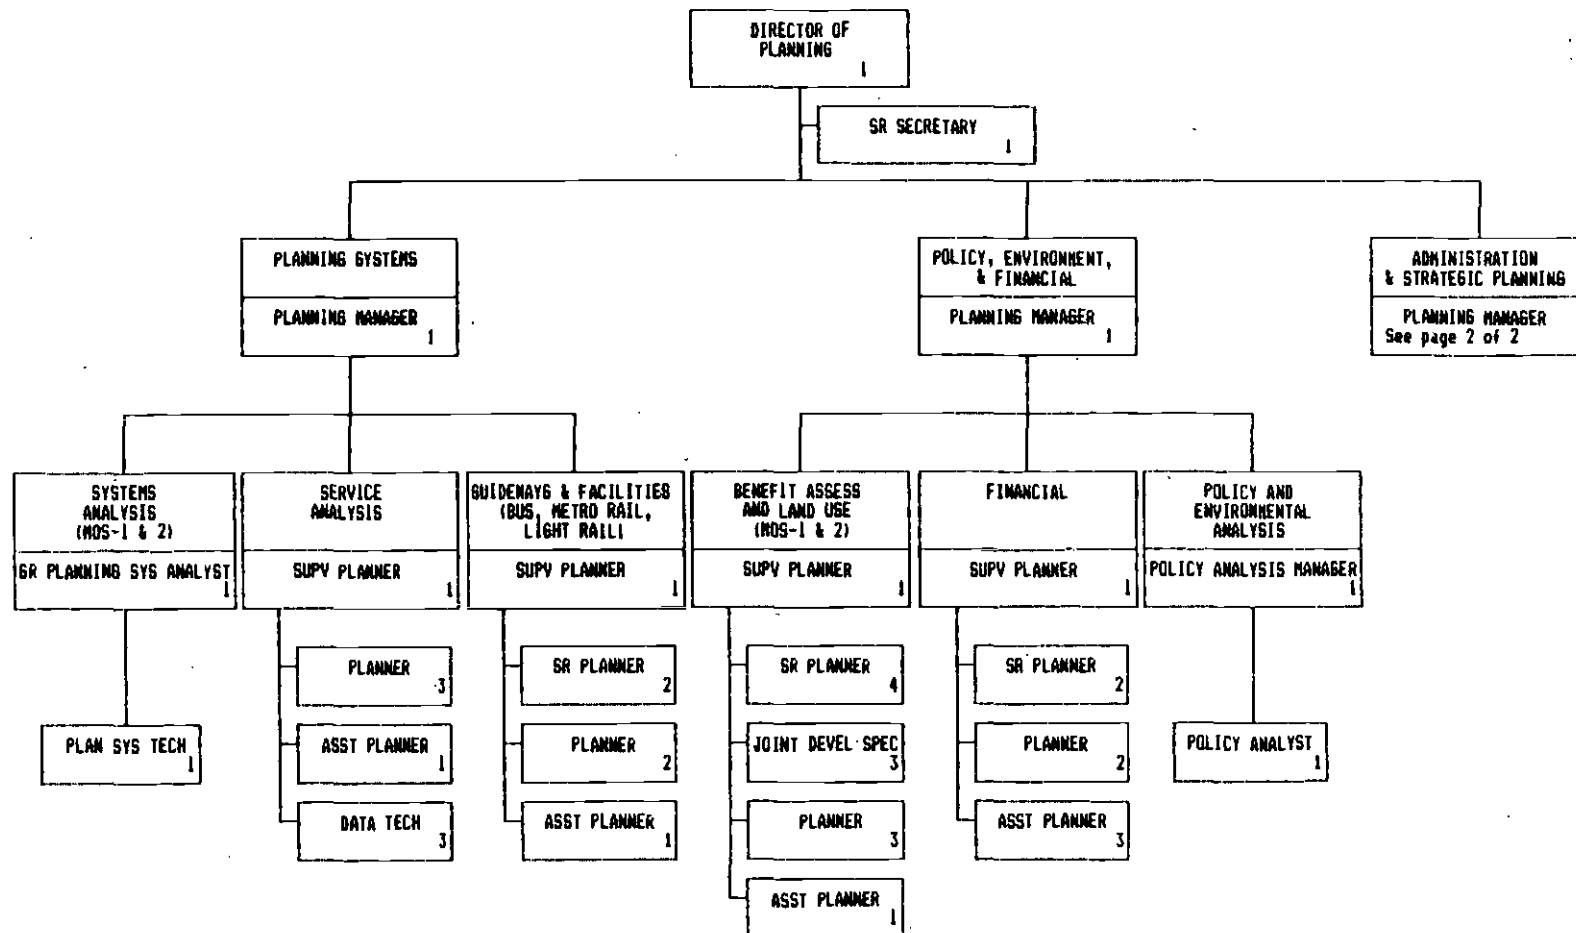 DIRECTOR OF
PLANNING
1
SR SECRETARY
1
PLANNING SYSTEMS
PLANNING MANAGER
1
POLICY, ENVIRONMENT,
& FINANCIAL
PLANNING MANAGER
1
ADMINISTRATION
& STRATEGIC PLANNING
PLANNING MANAGER
See page 2 of 2
SYSTEMS
ANALYSIS
(MOS-1 & 2)
SR PLANNING SYS ANALYST
1
SERVICE
ANALYSIS
SUPV PLANNER
1
GUIDEWAYS & FACILITIES
(BUS, METRO RAIL,
LIGHT RAIL)
SUPV PLANNER
1
BENEFIT ASSESS
AND LAND USE
(MOS-1 & 2)
SUPV PLANNER
1
FINANCIAL
SUPV PLANNER
1
POLICY AND
ENVIRONMENTAL
ANALYSIS
POLICY ANALYSIS MANAGER
1
PLAN SYS TECH
1
PLANNER
3
ASST PLANNER
1
DATA TECH
3
SR PLANNER
2
PLANNER
2
ASST PLANNER
1
SR PLANNER
4
JOINT DEVEL SPEC
3
PLANNER
3
ASST PLANNER
1
SR PLANNER
2
PLANNER
2
ASST PLANNER
3
POLICY ANALYST
1